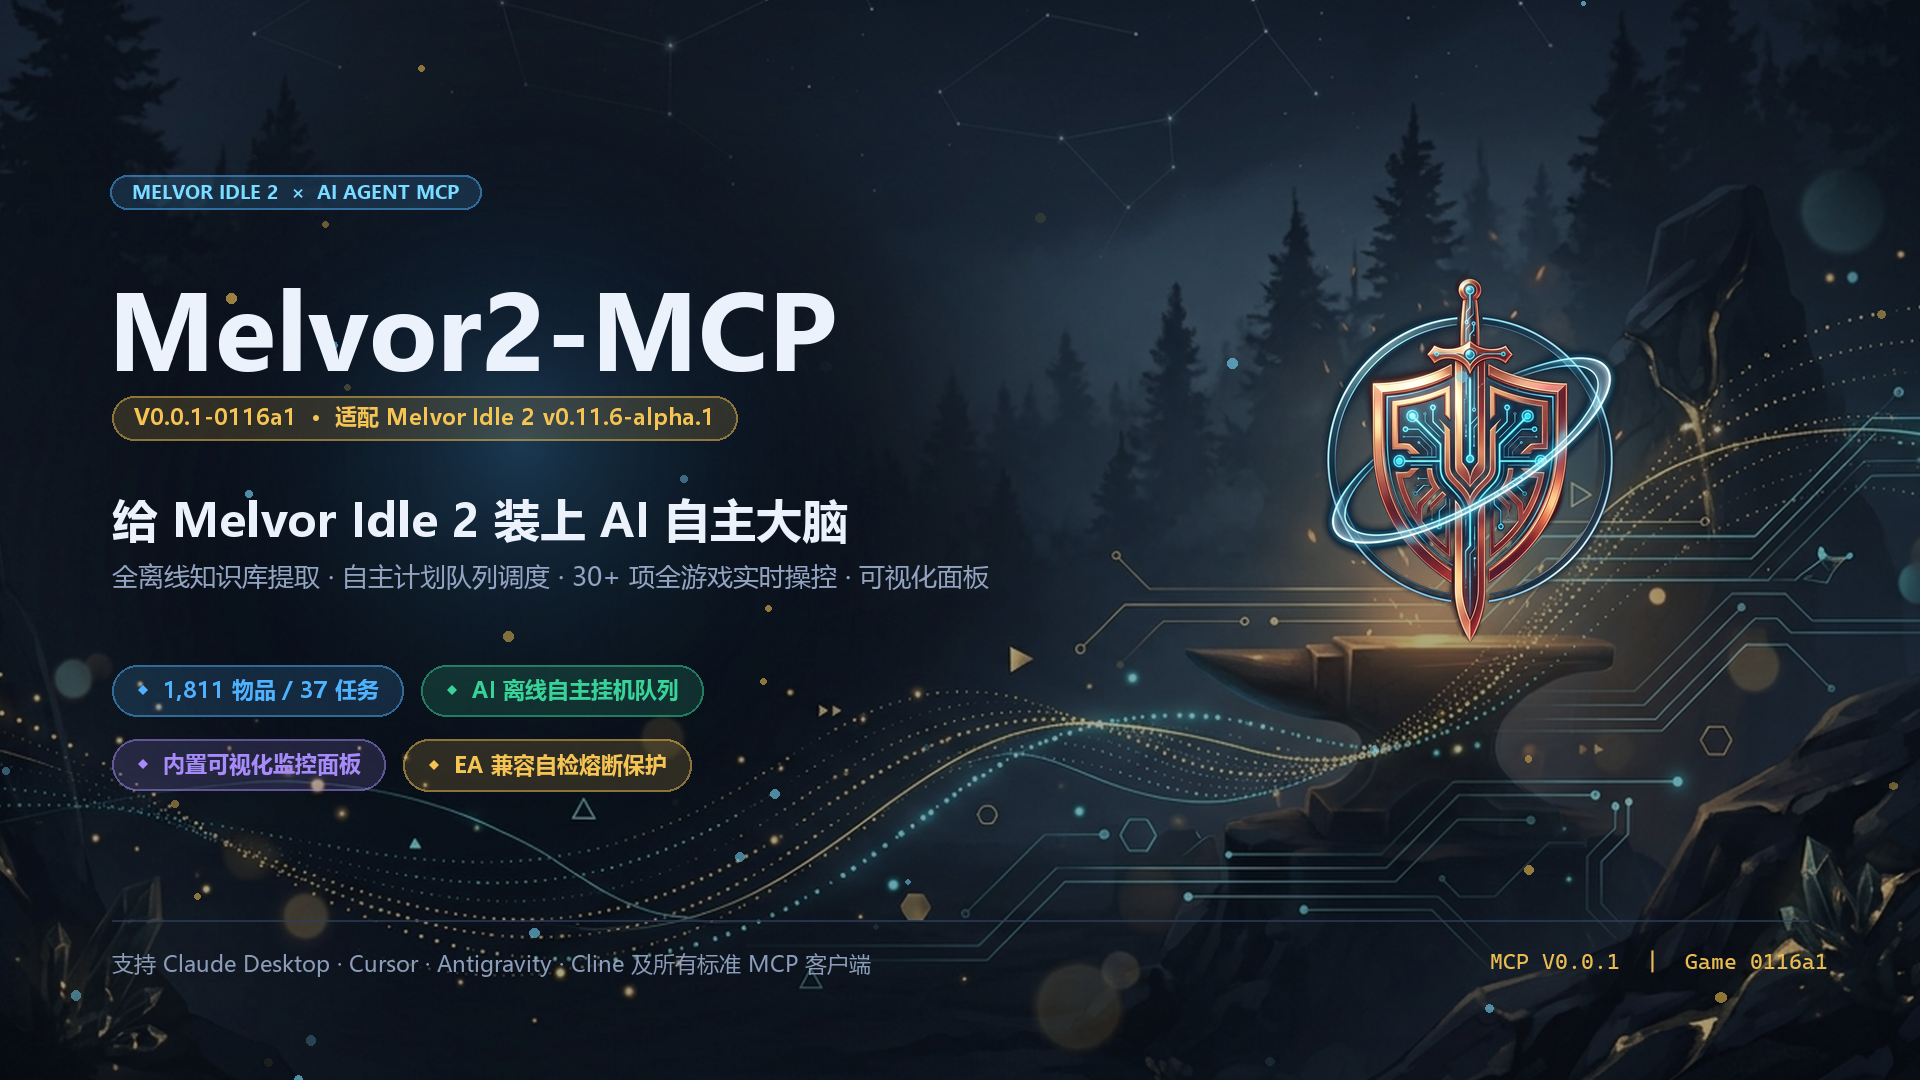 MELVOR IDLE 2 × AI AGENT MCP
Melvor2-MCP
V0.0.1-0116a1 • 适配 Melvor Idle 2 v0.11.6-alpha.1
给 Melvor Idle 2 装上 AI 自主大脑
全离线知识库提取 · 自主计划队列调度 · 30+ 项全游戏实时操控 · 可视化面板
1,811 物品 / 37 任务
AI 离线自主挂机队列
内置可视化监控面板
EA 兼容自检熔断保护
支持 Claude Desktop · Cursor · Antigravity · Cline 及所有标准 MCP 客户端
MCP V0.0.1 | Game 0116a1